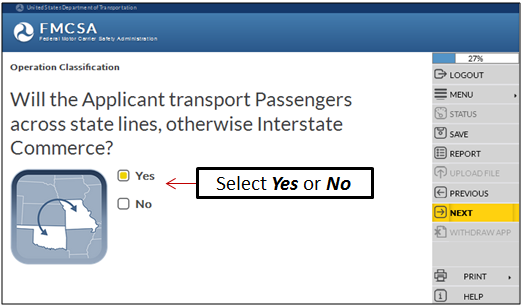 United States Department of Transportation
FMCSA
Federal Motor Carrier Safety Administration
Operation Classification
Will the Applicant transport Passengers
across state lines, otherwise Interstate
Commerce?
Yes
No
Select Yes or No
27%
LOGOUT
MENU
STATUS
SAVE
REPORT
UPLOAD FILE
PREVIOUS
NEXT
WITHDRAW APP
PRINT
HELP